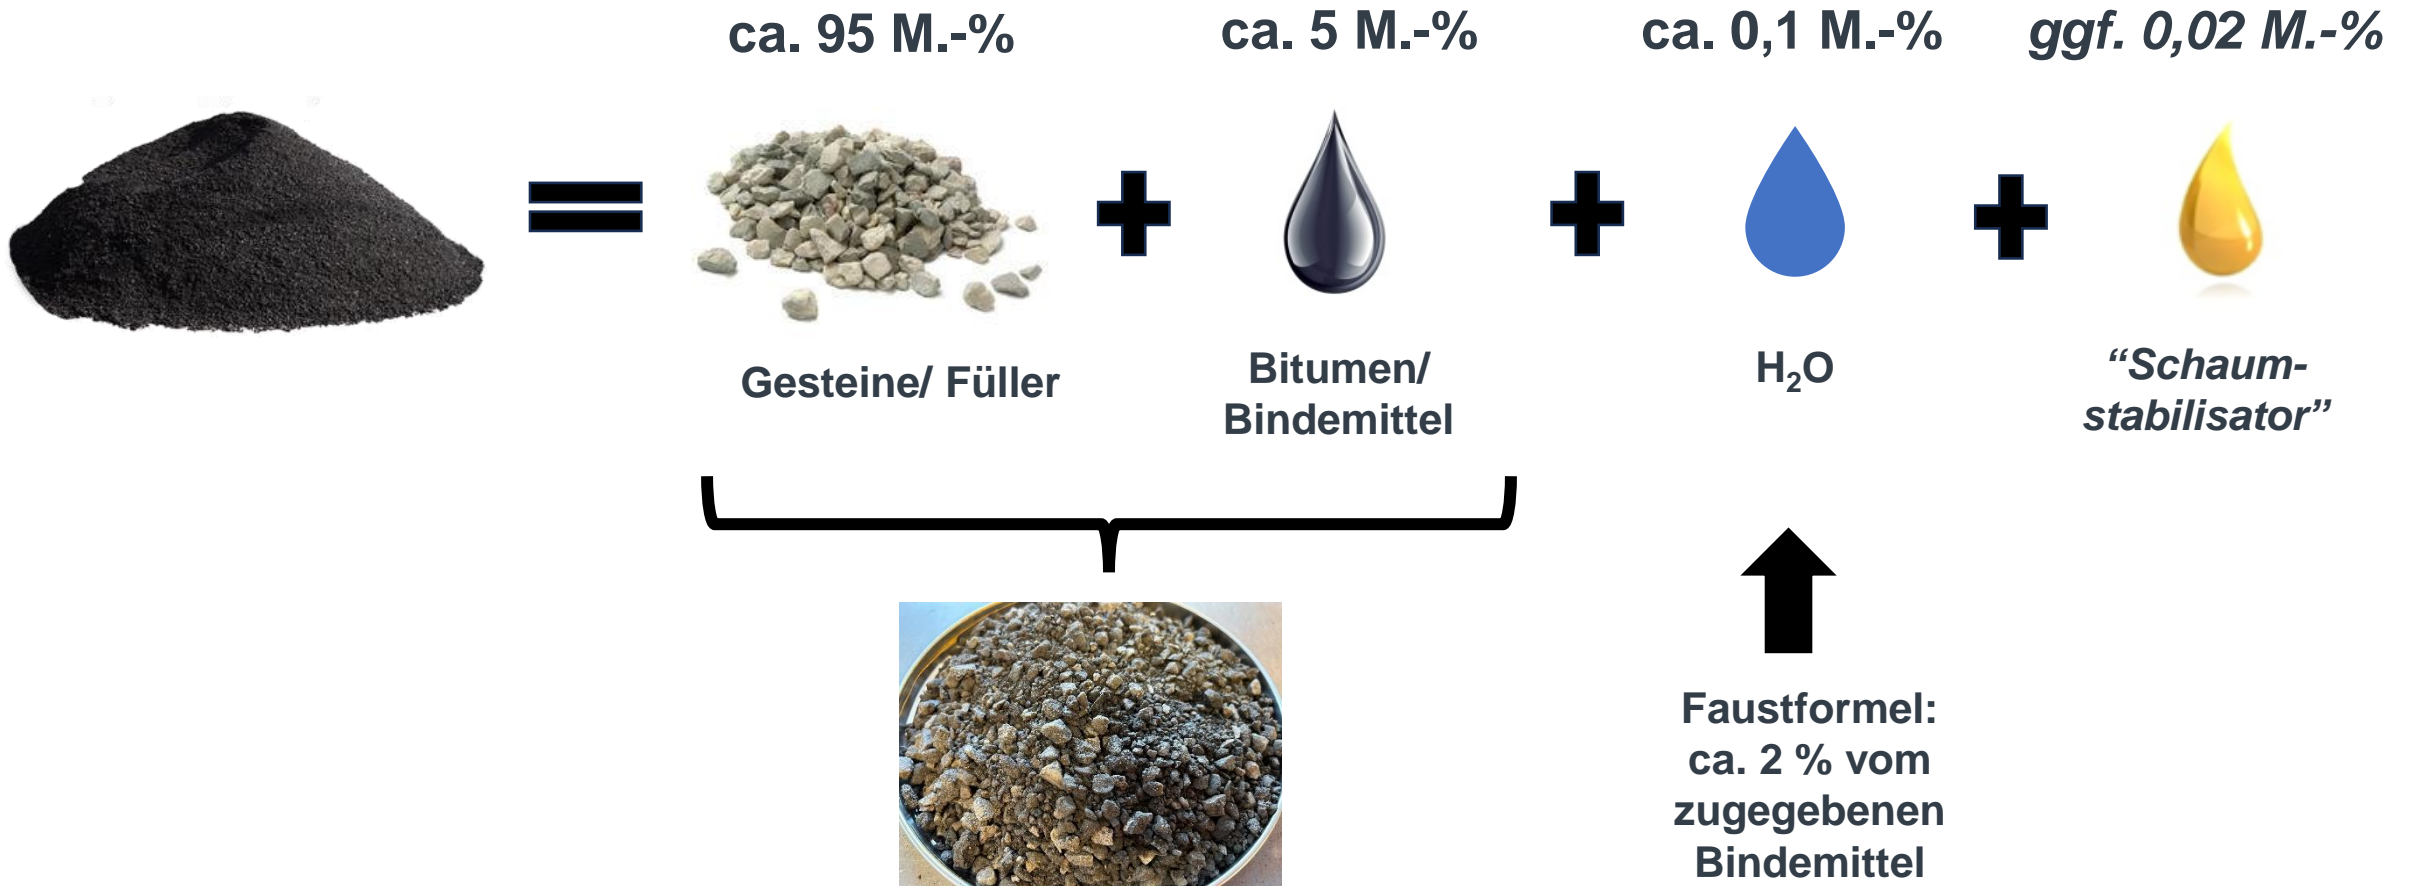 ca. 95 M.-%
ca. 5 M.-%
ca. 0,1 M.-%
ggf. 0,02 M.-%
Gesteine/ Füller
Bitumen/
Bindemittel
H₂O
“Schaum-
stabilisator”
Faustformel:
ca. 2 % vom
zugegebenen
Bindemittel